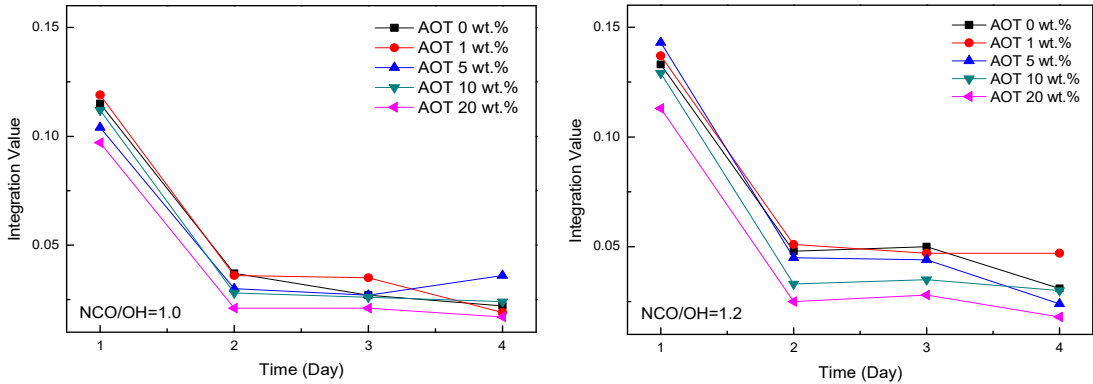 0.15
0.10
0.05
Integration Value
1
2
3
4
Time (Day)
AOT 0 wt.%
AOT 1 wt.%
AOT 5 wt.%
AOT 10 wt.%
AOT 20 wt.%
NCO/OH=1.0
0.15
0.10
0.05
Integration Value
1
2
3
4
Time (Day)
AOT 0 wt.%
AOT 1 wt.%
AOT 5 wt.%
AOT 10 wt.%
AOT 20 wt.%
NCO/OH=1.2